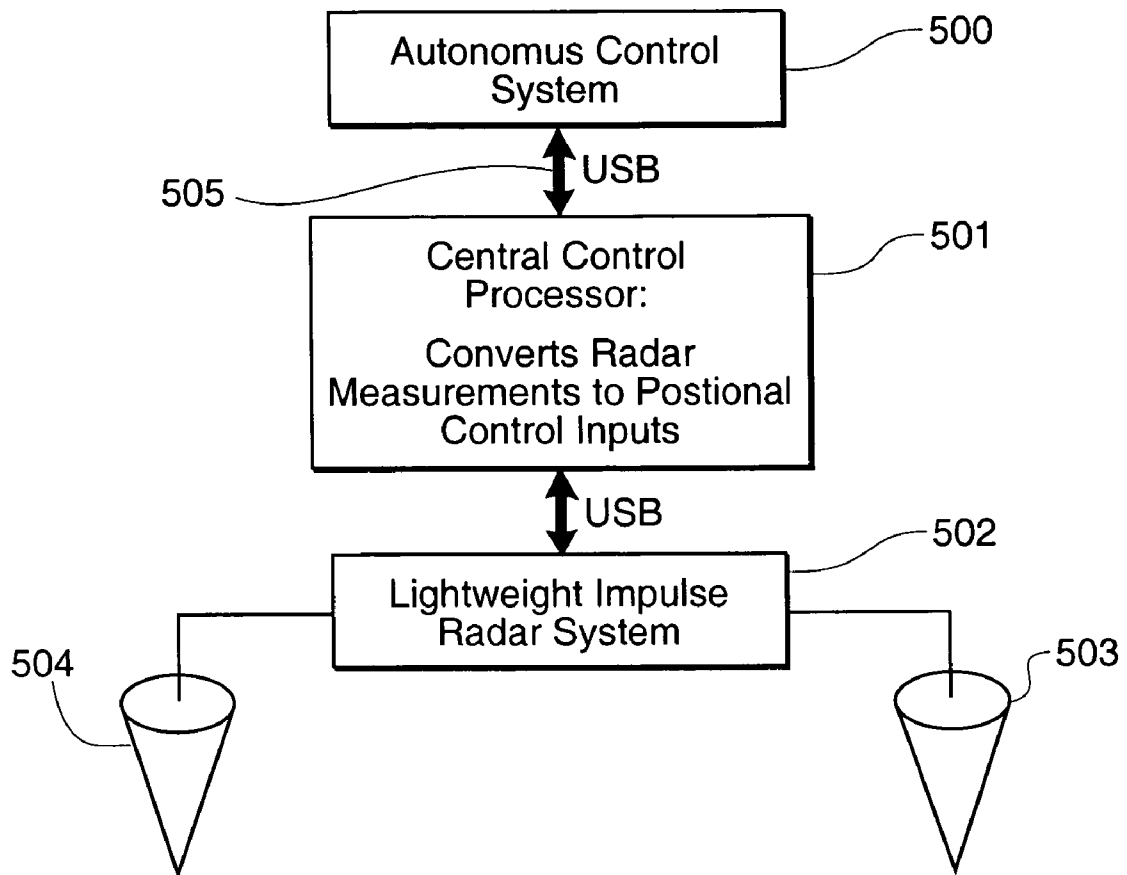 Autonomus Control
System
500
USB
505
501
Central Control
Processor:
Converts Radar
Measurements to Postional
Control Inputs
USB
502
Lightweight Impulse
Radar System
504
503